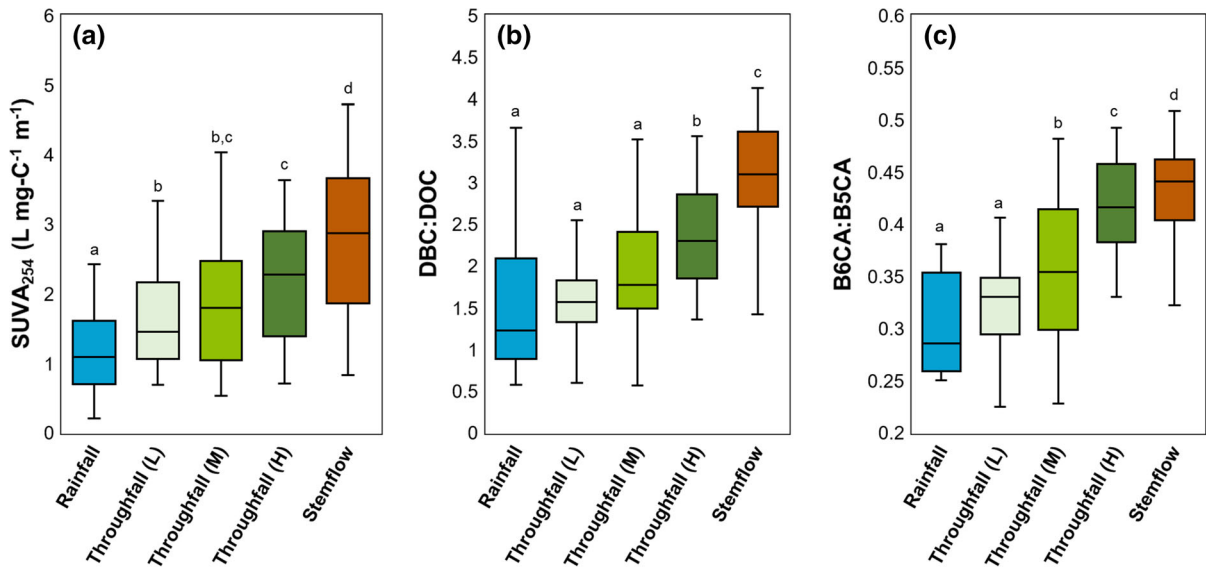 (a)
SUVA254 (L mg-C-1 m-1)
6
5
4
3
2
1
0
a
b
b,c
c
d
Rainfall
Throughfall (L)
Throughfall (M)
Throughfall (H)
Stemflow
(b)
DBC:DOC
5
4.5
4
3.5
3
2.5
2
1.5
1
0.5
0
a
a
a
b
c
Rainfall
Throughfall (L)
Throughfall (M)
Throughfall (H)
Stemflow
(c)
B6CA:B5CA
0.6
0.55
0.5
0.45
0.4
0.35
0.3
0.25
0.2
a
a
b
c
d
Rainfall
Throughfall (L)
Throughfall (M)
Throughfall (H)
Stemflow